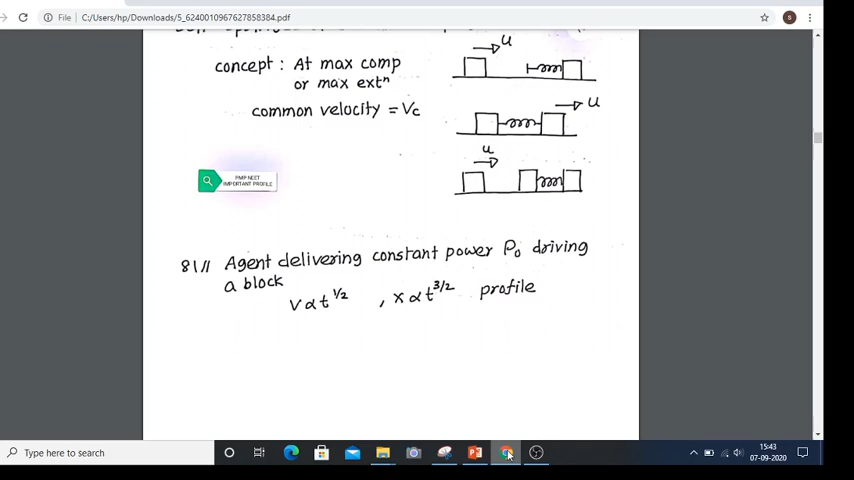 File
C:/Users/hp/Downloads/5_6240010967627858384.pdf
S
u
concept : At max comp
or max extⁿ
common velocity = Vc
u
u
PMP NEET
IMPORTANT PROFILE
81// Agent delivering constant power P₀ driving
a block
V ∝ t^1/2 , x ∝ t^3/2 profile
Type here to search
15:43
07-09-2020